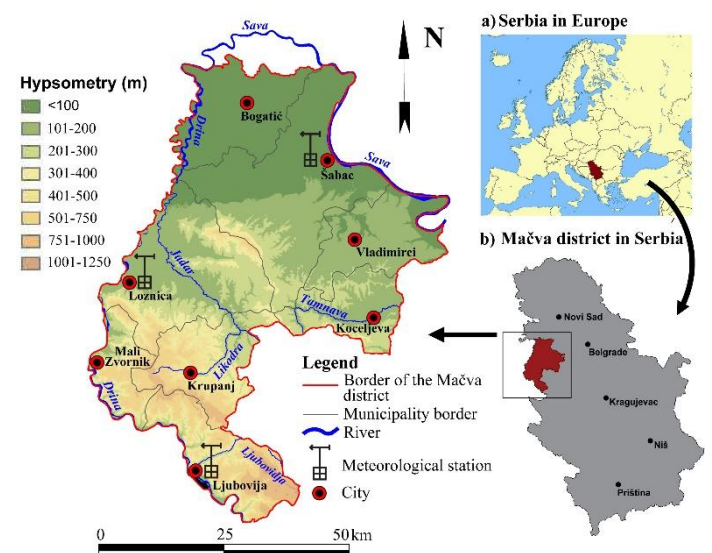 Hypsometry (m)
<100
101-200
201-300
301-400
401-500
501-750
751-1000
1001-1250
Sava
N
Bogatić
Drina
Šabac
Sava
Vladimirci
Jadar
Loznica
Tamnava
Koceljeva
Mali
Zvornik
Likodra
Krupanj
Drina
Ljubovidja
Ljubovija
Legend
Border of the Mačva
district
Municipality border
River
Meteorological station
City
0 25 50 km
a) Serbia in Europe
b) Mačva district in Serbia
Novi Sad
Belgrade
Kragujevac
Niš
Priština